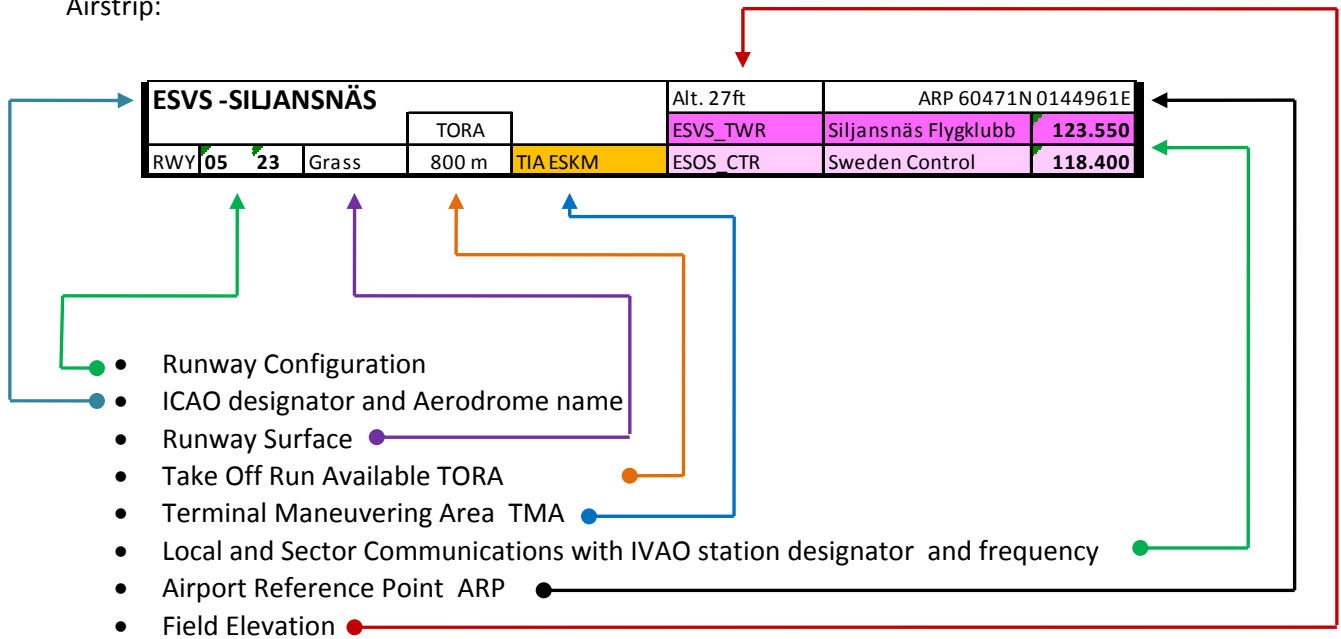 Airstrip:
ESVS -SILJANSNÄS Alt. 27ft ARP 60471N 0144961E
TORA ESVS_TWR Siljansnäs Flygklubb 123.550
RWY 05 23 Grass 800 m TIA ESKM ESOS_CTR Sweden Control 118.400
• Runway Configuration
• ICAO designator and Aerodrome name
• Runway Surface
• Take Off Run Available TORA
• Terminal Maneuvering Area TMA
• Local and Sector Communications with IVAO station designator and frequency
• Airport Reference Point ARP
• Field Elevation